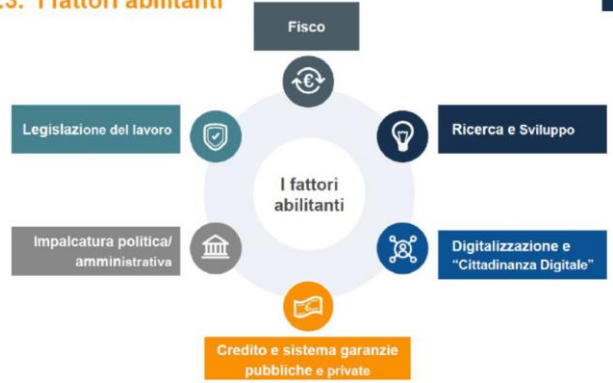 .3. I fattori abilitanti
Fisco
Legislazione del lavoro
Ricerca e Sviluppo
I fattori
abilitanti
Impalcatura politica/
amministrativa
Digitalizzazione e
“Cittadinanza Digitale”
Credito e sistema garanzie
pubbliche e private